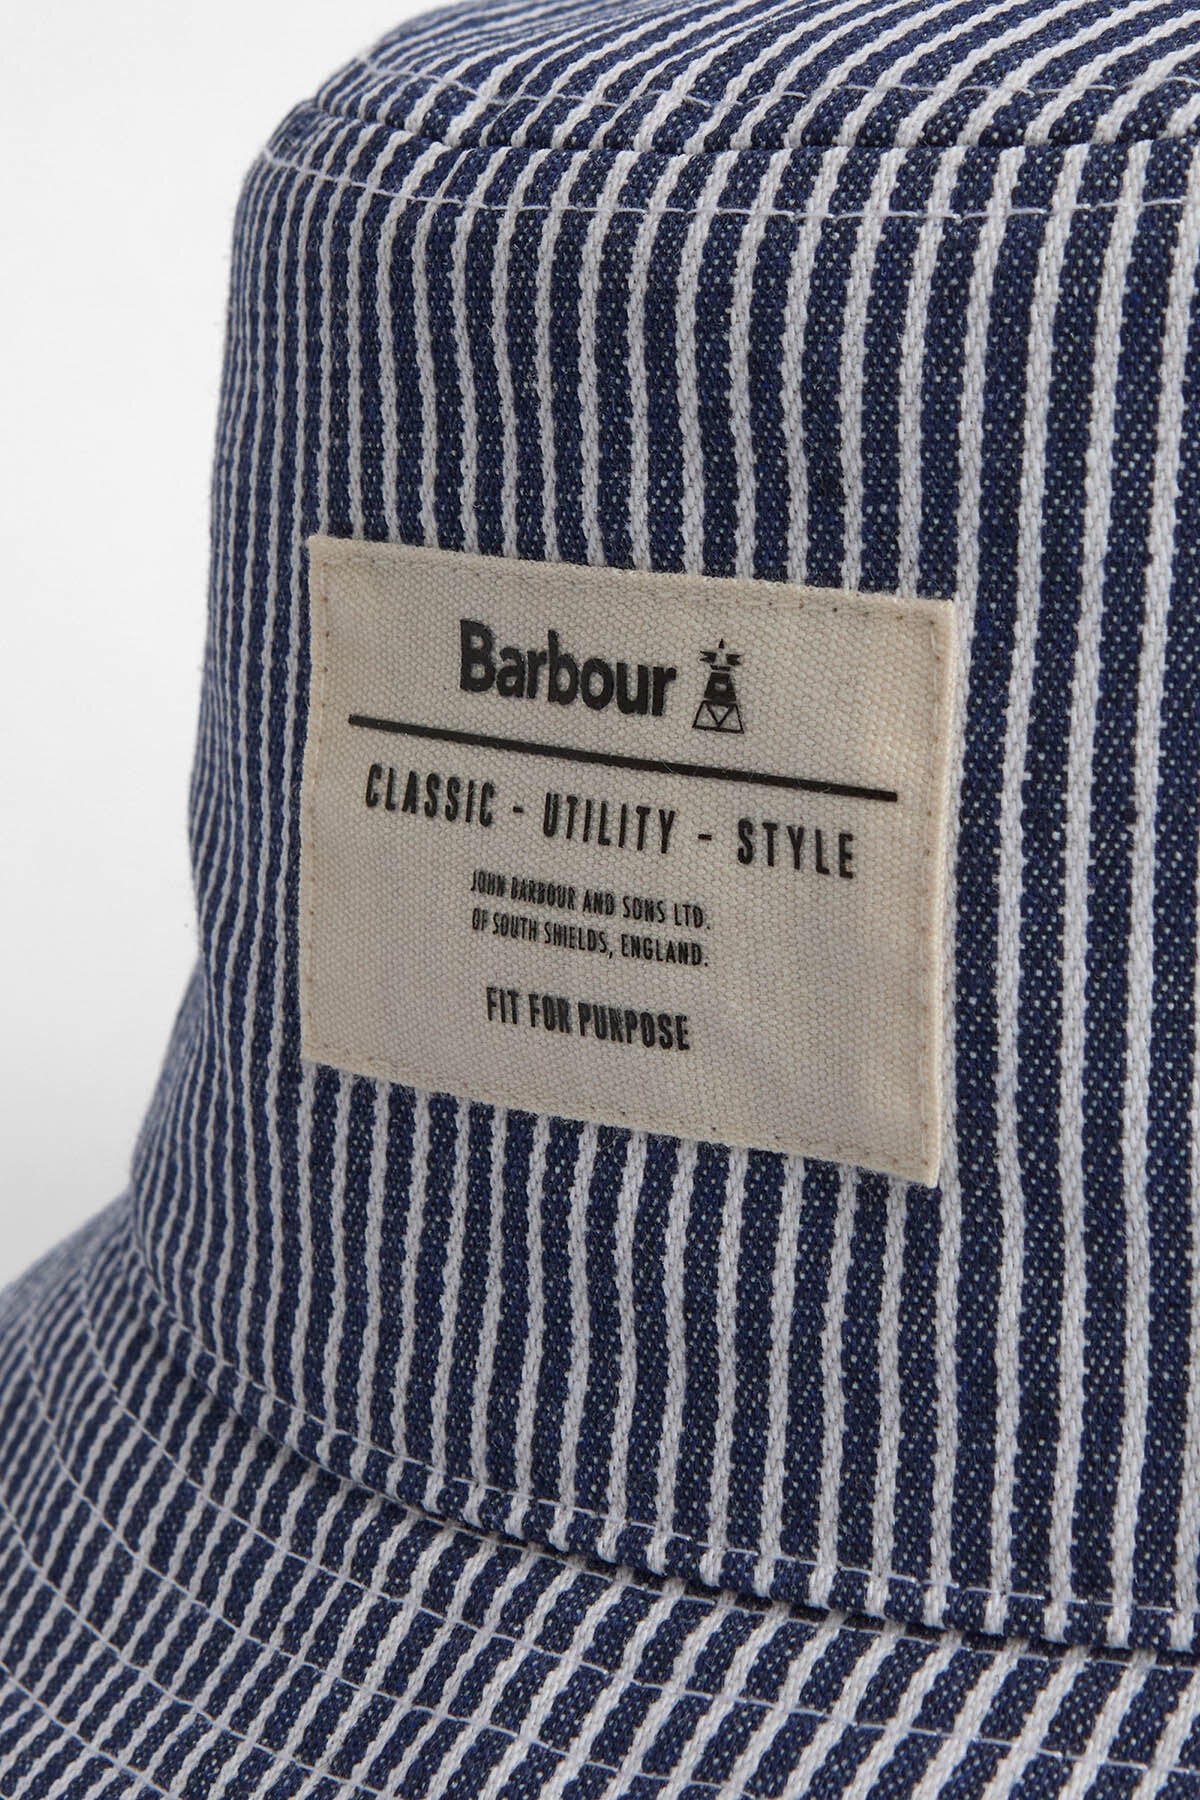 Barbour
CLASSIC - UTILITY - STYLE
JOHN BARBOUR AND SONS LTD.
OF SOUTH SHIELDS, ENGLAND.
FIT FOR PURPOSE